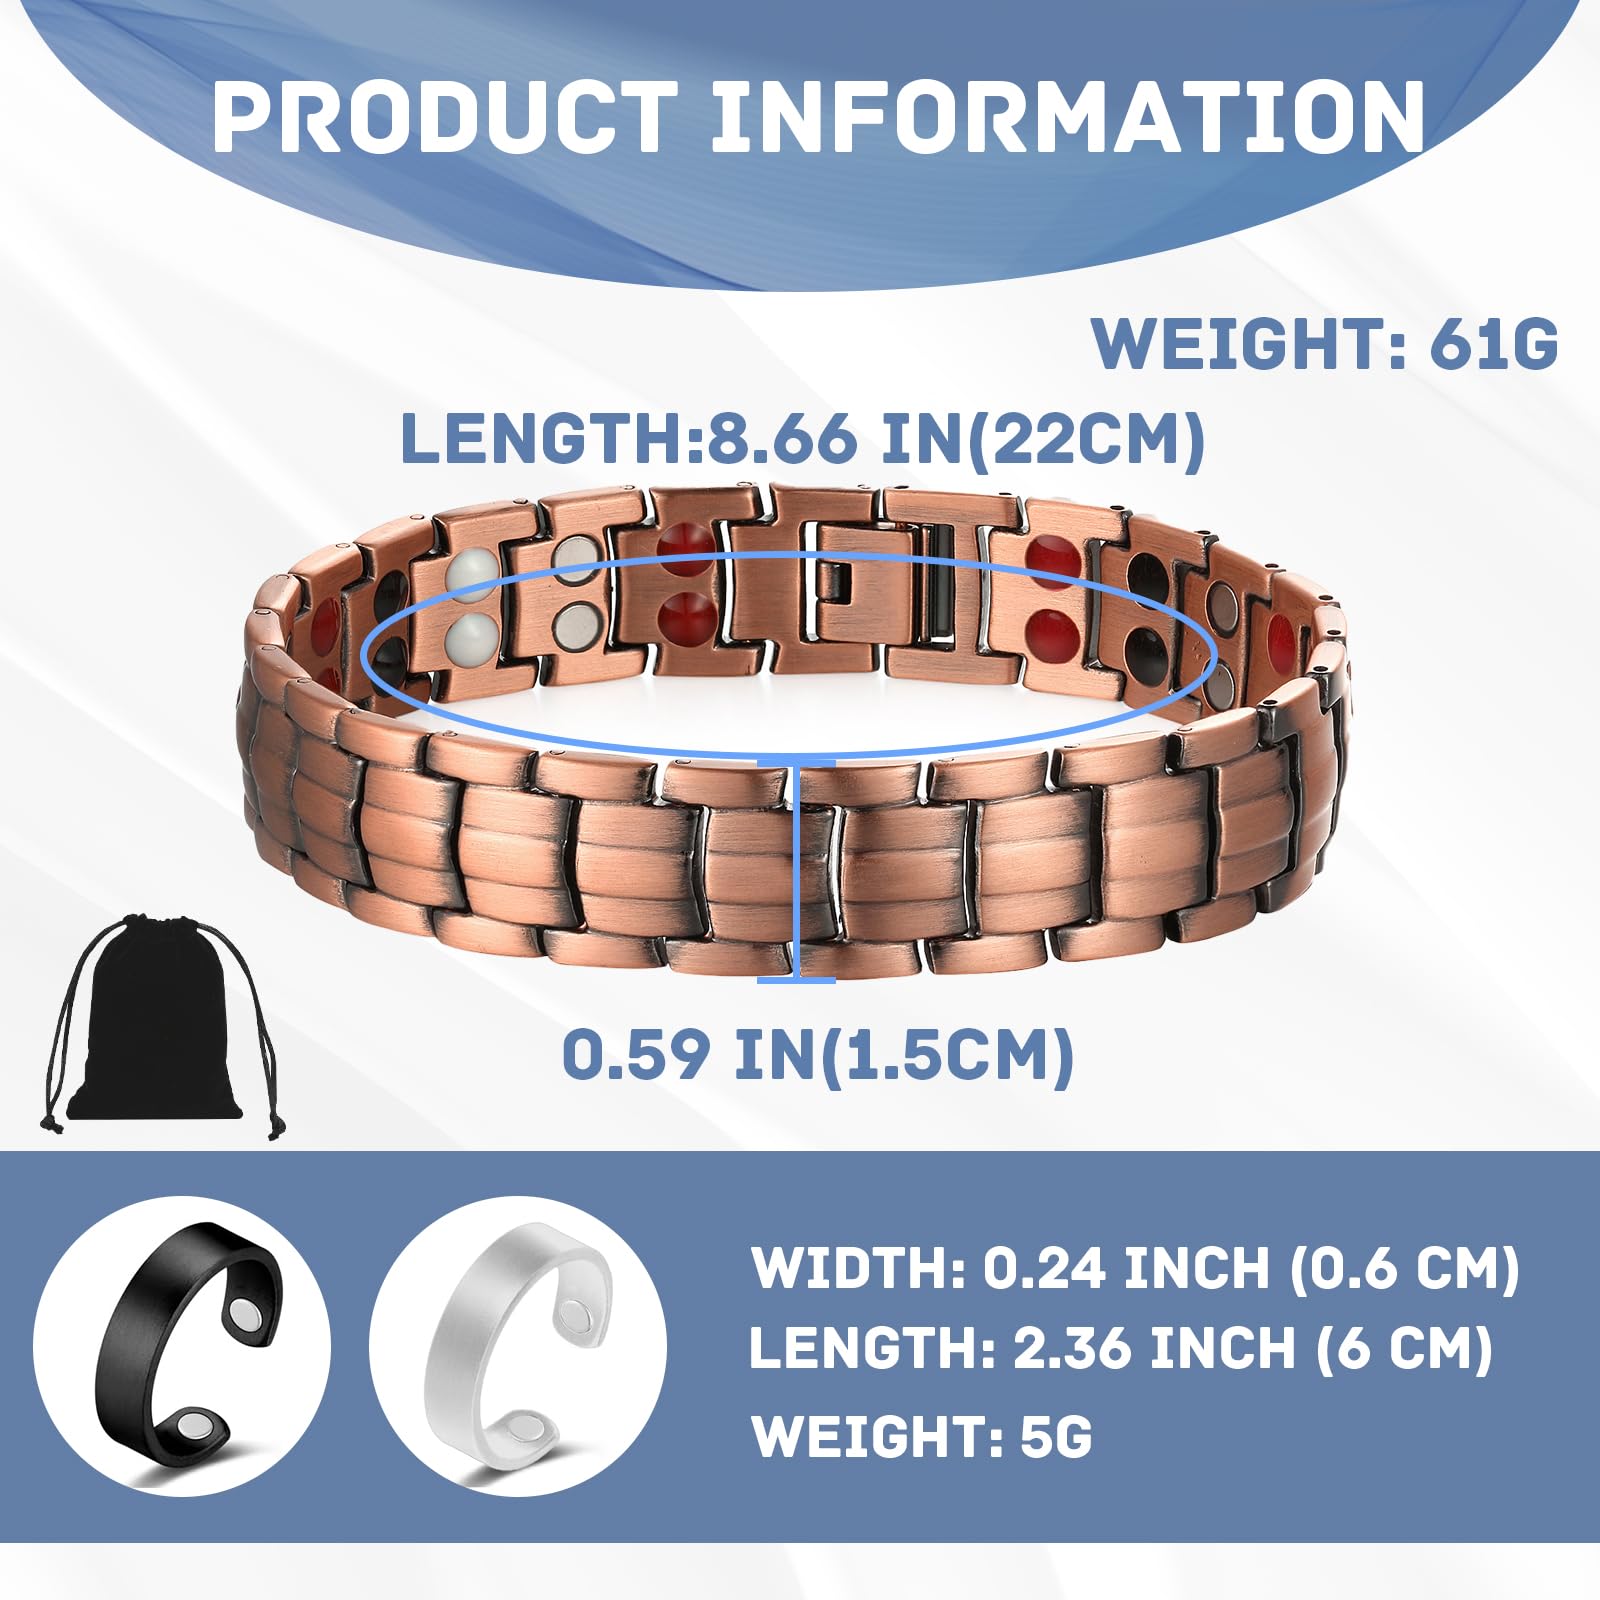 PRODUCT INFORMATION
WEIGHT: 61G
LENGTH:8.66 IN(22CM)
0.59 IN(1.5CM)
WIDTH: 0.24 INCH (0.6 CM)
LENGTH: 2.36 INCH (6 CM)
WEIGHT: 5G